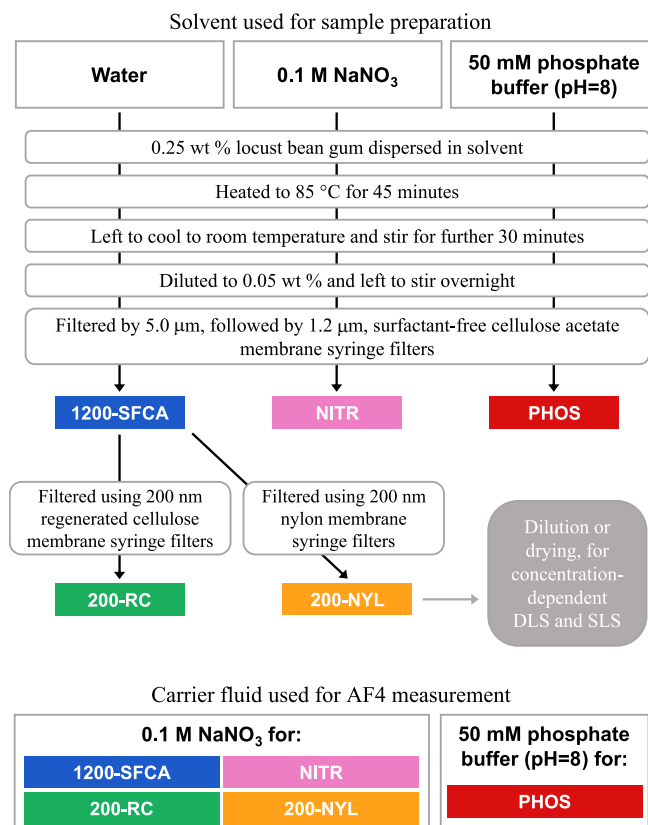 Solvent used for sample preparation
Water
0.1 M NaNO₃
50 mM phosphate
buffer (pH=8)
0.25 wt % locust bean gum dispersed in solvent
Heated to 85 °C for 45 minutes
Left to cool to room temperature and stir for further 30 minutes
Diluted to 0.05 wt % and left to stir overnight
Filtered by 5.0 μm, followed by 1.2 μm, surfactant-free cellulose acetate
membrane syringe filters
1200-SFCA
NITR
PHOS
Filtered using 200 nm
regenerated cellulose
membrane syringe filters
Filtered using 200 nm
nylon membrane
syringe filters
Dilution or
drying, for
concentration-
dependent
DLS and SLS
200-RC
200-NYL
Carrier fluid used for AF4 measurement
0.1 M NaNO₃ for:
1200-SFCA
NITR
200-RC
200-NYL
50 mM phosphate
buffer (pH=8) for:
PHOS